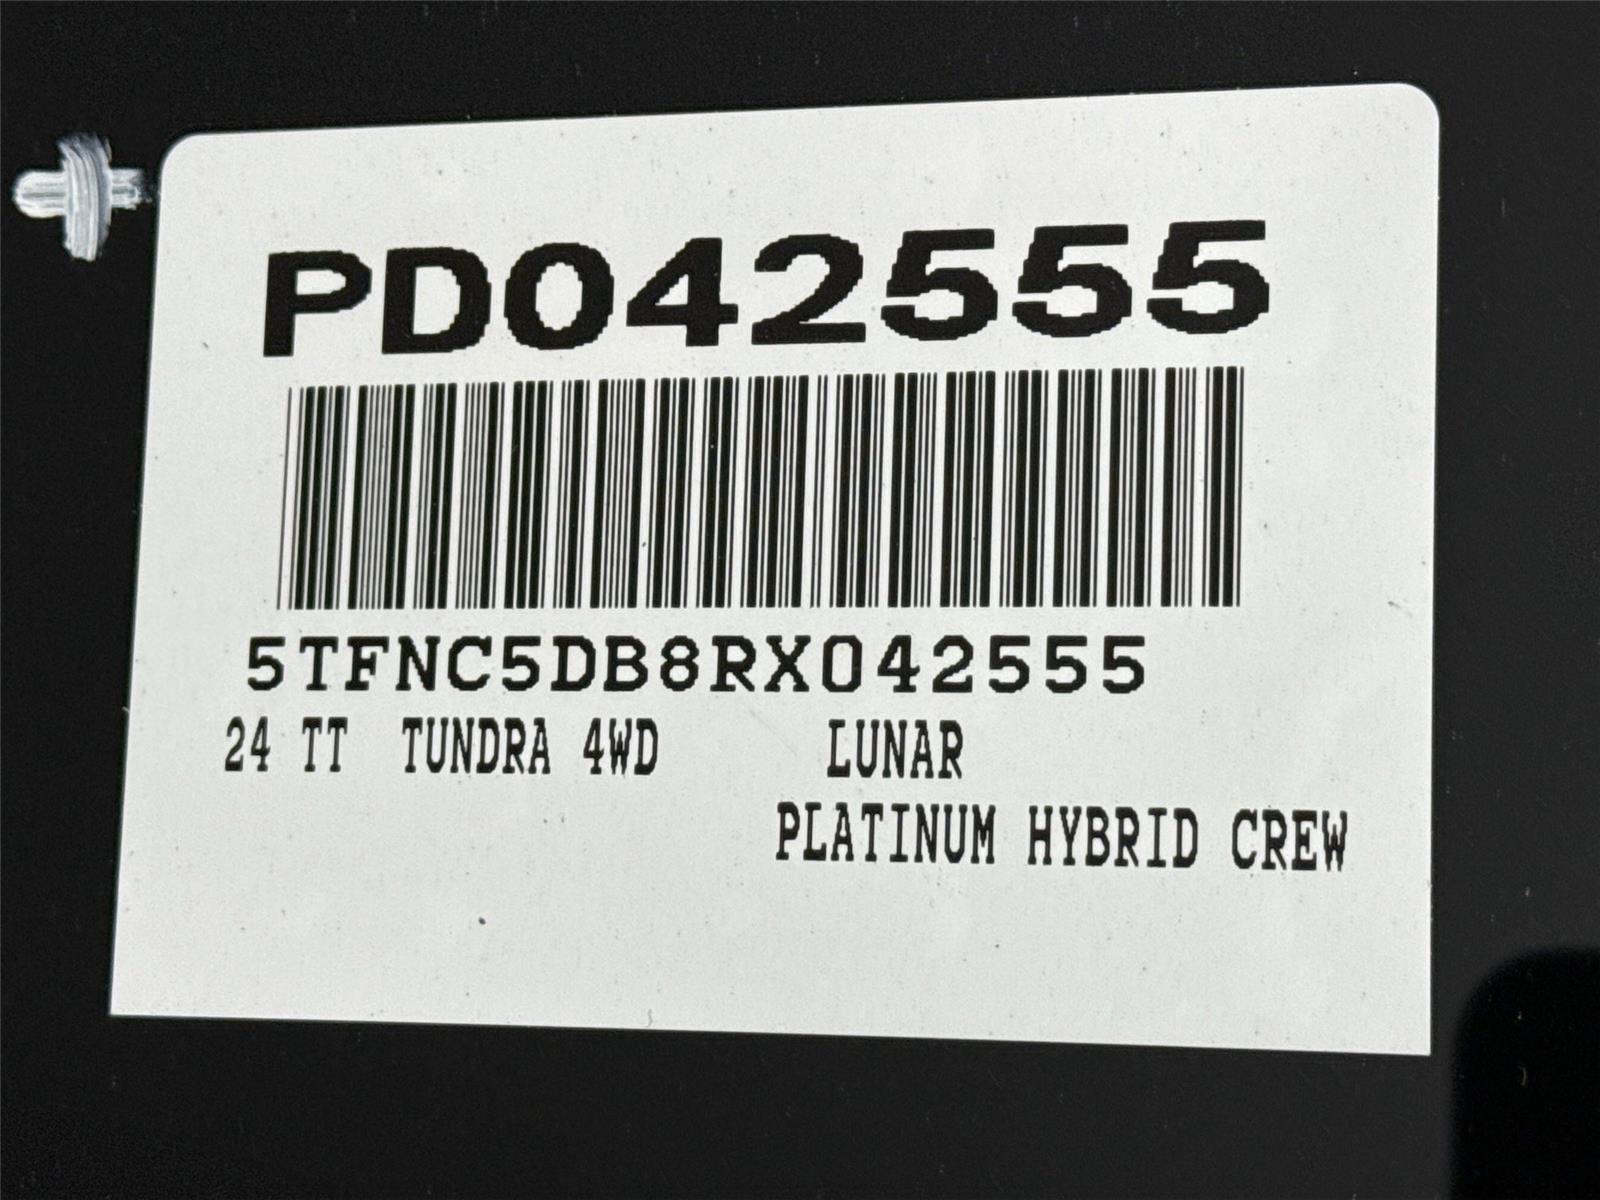 PD042555
5TFNC5DB8RX042555
24 TT TUNDRA 4WD LUNAR
PLATINUM HYBRID CREW